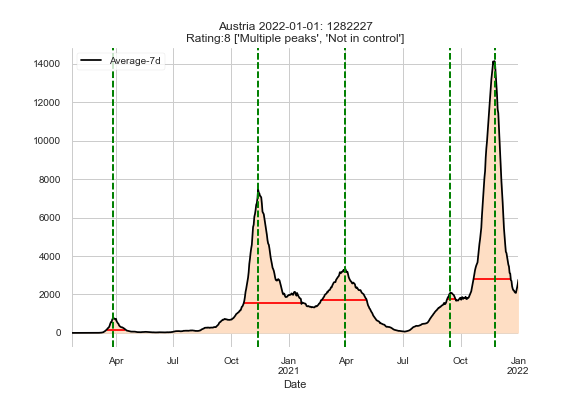 Austria 2022-01-01: 1282227
Rating:8 ['Multiple peaks', 'Not in control']
Average-7d
14000
12000
10000
8000
6000
4000
2000
0
Apr Jul Oct Jan Apr Jul Oct Jan
2021 2022
Date